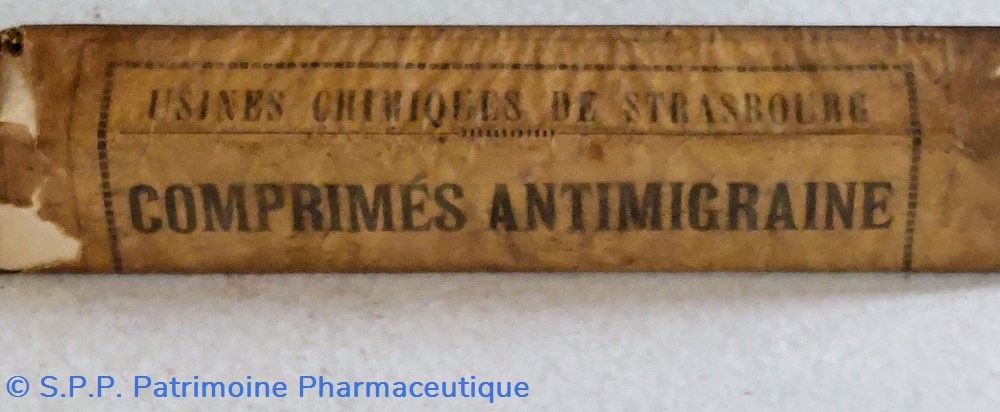 USINES CHIMIQUES DE STRASBOURG
COMPRIMÉS ANTIMIGRAINE
© S.P.P. Patrimoine Pharmaceutique